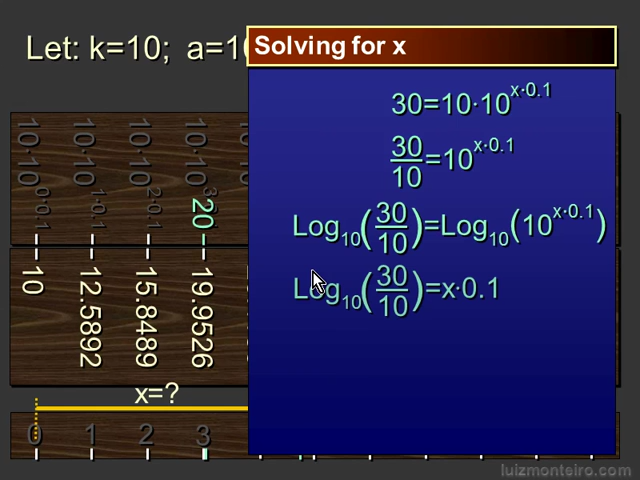 Let: k=10; a=10
Solving for x
30=10·10^x·0.1
30/10=10^x·0.1
Log10(30/10)=Log10(10^x·0.1)
Log10(30/10)=x·0.1
10·10^0·0.1
10·10^1·0.1
10·10^2·0.1
10·10^3
20
10
12.5892
15.8489
19.9526
x=?
0 1 2 3
luizmonteiro.com